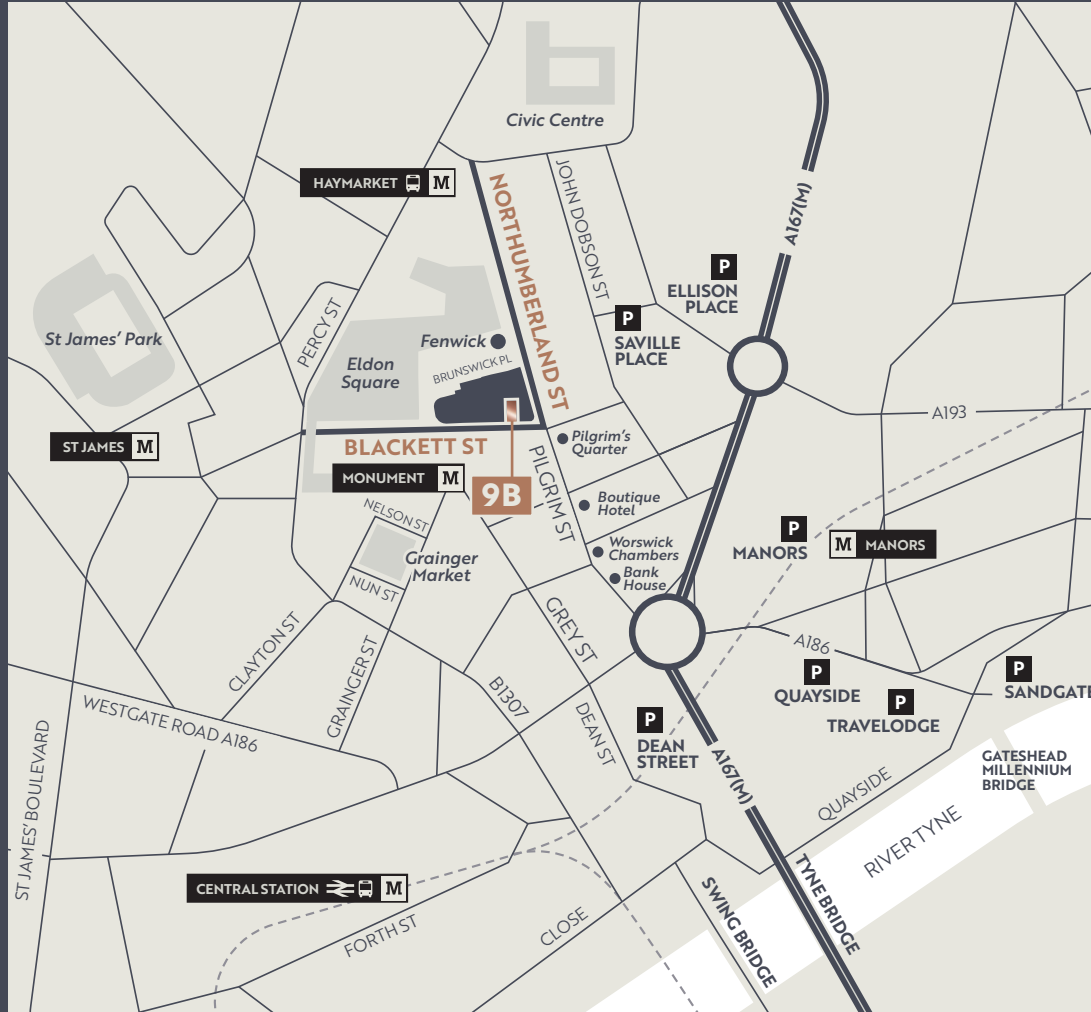 Civic Centre
HAYMARKET M
NORTHUMBERLAND ST
JOHN DOBSON ST
A167(M)
P
ELLISON
PLACE
P
SAVILLE
PLACE
PERCY ST
St James' Park
Fenwick
Eldon
Square
BRUNSWICK PL
A193
BLACKETT ST
Pilgrim's
Quarter
ST JAMES M
MONUMENT M
9B
PILGRIM ST
Boutique
Hotel
NELSON ST
Grainger
Market
NUN ST
Worswick
Chambers
Bank
House
P
MANORS
M MANORS
CLAYTON ST
GRAINGER ST
GREY ST
A186
P
QUAYSIDE
P
TRAVELODGE
P
SANDGATE
B1307
DEAN ST
P
DEAN
STREET
A167(M)
WESTGATE ROAD A186
ST JAMES' BOULEVARD
GATESHEAD
MILLENNIUM
BRIDGE
QUAYSIDE
RIVER TYNE
CENTRAL STATION M
FORTH ST
CLOSE
SWING BRIDGE
TYNE BRIDGE